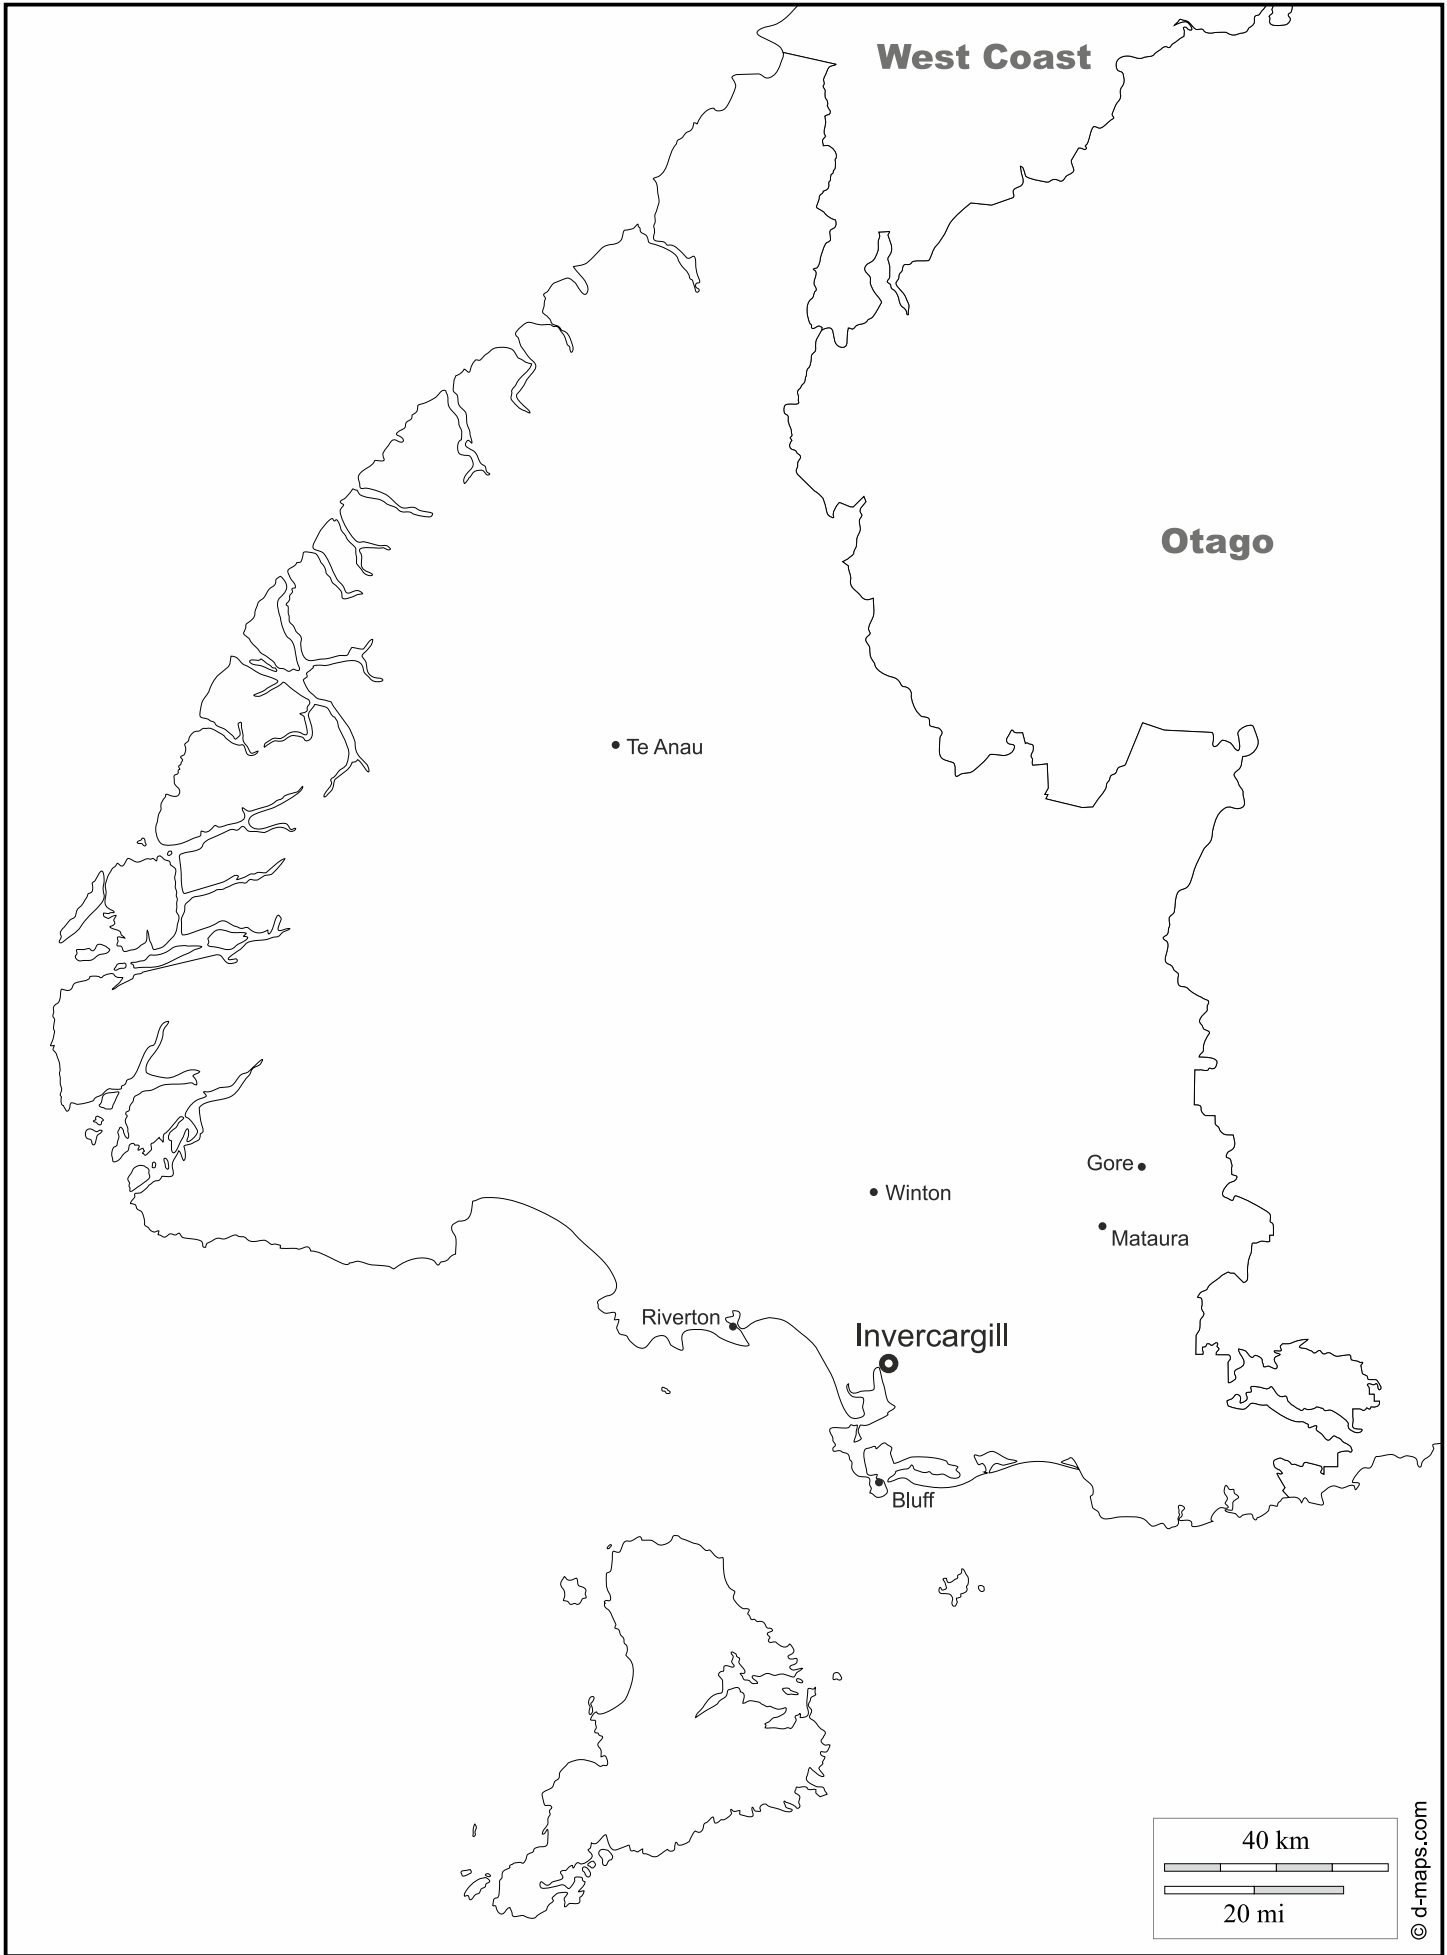 West Coast
Otago
Te Anau
Gore
Winton
Mataura
Riverton
Invercargill
Bluff
40 km
20 mi
© d-maps.com